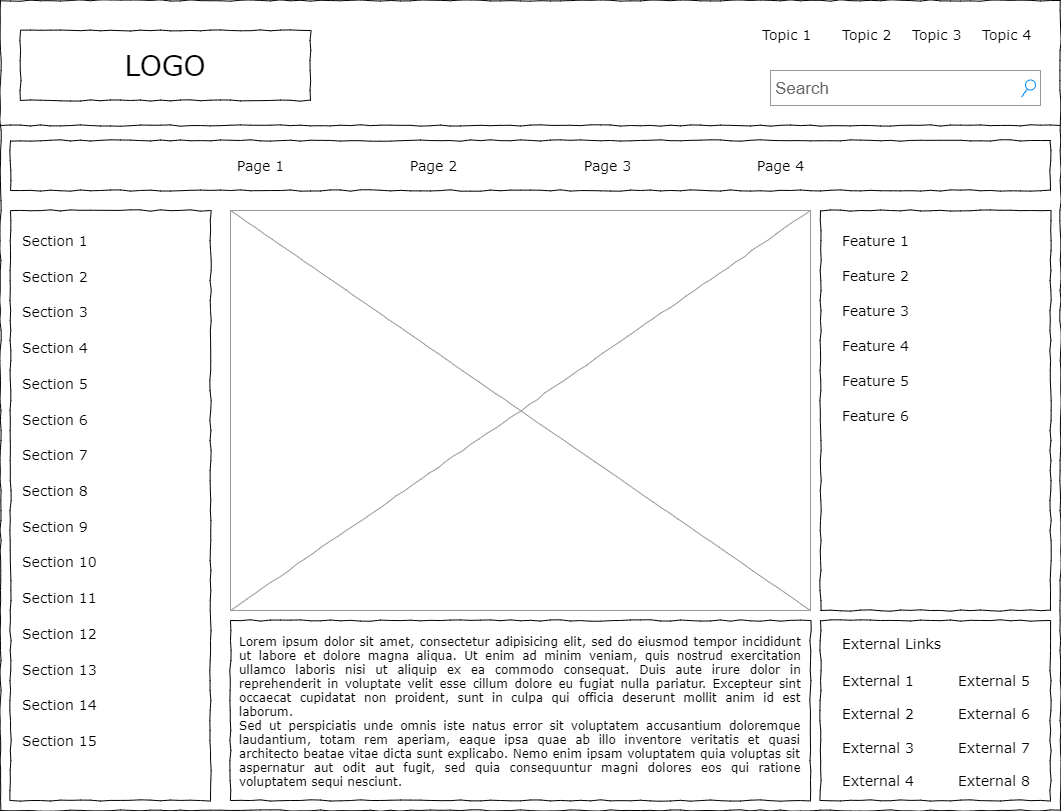 LOGO
Topic 1 Topic 2 Topic 3 Topic 4
Search
Page 1 Page 2 Page 3 Page 4
Section 1
Section 2
Section 3
Section 4
Section 5
Section 6
Section 7
Section 8
Section 9
Section 10
Section 11
Section 12
Section 13
Section 14
Section 15
Lorem ipsum dolor sit amet, consectetur adipisicing elit, sed do eiusmod tempor incididunt
ut labore et dolore magna aliqua. Ut enim ad minim veniam, quis nostrud exercitation
ullamco laboris nisi ut aliquip ex ea commodo consequat. Duis aute irure dolor in
reprehenderit in voluptate velit esse cillum dolore eu fugiat nulla pariatur. Excepteur sint
occaecat cupidatat non proident, sunt in culpa qui officia deserunt mollit anim id est
laborum.
Sed ut perspiciatis unde omnis iste natus error sit voluptatem accusantium doloremque
laudantium, totam rem aperiam, eaque ipsa quae ab illo inventore veritatis et quasi
architecto beatae vitae dicta sunt explicabo. Nemo enim ipsam voluptatem quia voluptas sit
aspernatur aut odit aut fugit, sed quia consequuntur magni dolores eos qui ratione
voluptatem sequi nesciunt.
Feature 1
Feature 2
Feature 3
Feature 4
Feature 5
Feature 6
External Links
External 1 External 5
External 2 External 6
External 3 External 7
External 4 External 8